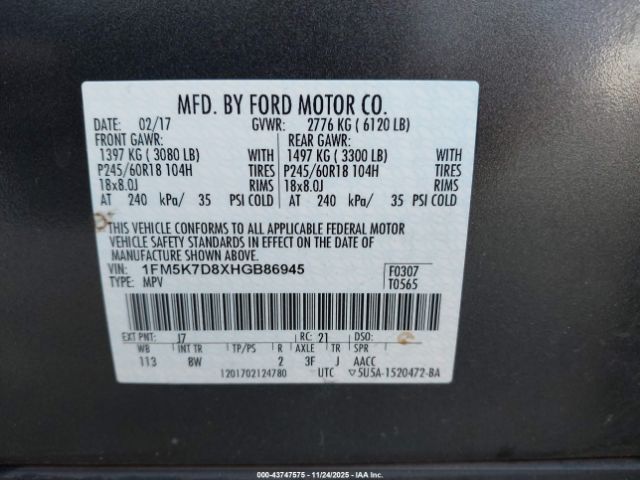 MFD. BY FORD MOTOR CO.
DATE: 02/17 GVWR: 2776 KG ( 6120 LB)
FRONT GAWR: REAR GAWR:
1397 KG ( 3080 LB) WITH 1497 KG ( 3300 LB) WITH
P245/60R18 104H TIRES P245/60R18 104H TIRES
18x8.0J RIMS 18x8.0J RIMS
AT 240 kPa/ 35 PSI COLD AT 240 kPa/ 35 PSI COLD
THIS VEHICLE CONFORMS TO ALL APPLICABLE FEDERAL MOTOR
VEHICLE SAFETY STANDARDS IN EFFECT ON THE DATE OF
MANUFACTURE SHOWN ABOVE.
VIN: 1FM5K7D8XHGB86945 F0307
TYPE: MPV T0565
EXT PNT: J7 RC: 21 DSO:
WB INT TR TP/PS R AXLE TR SPR
113 8W 2 3F J AACC
1201702124780 UTC ▽5U5A-1520472-BA
000-43747575 — 11/24/2025 - IAAI.COM